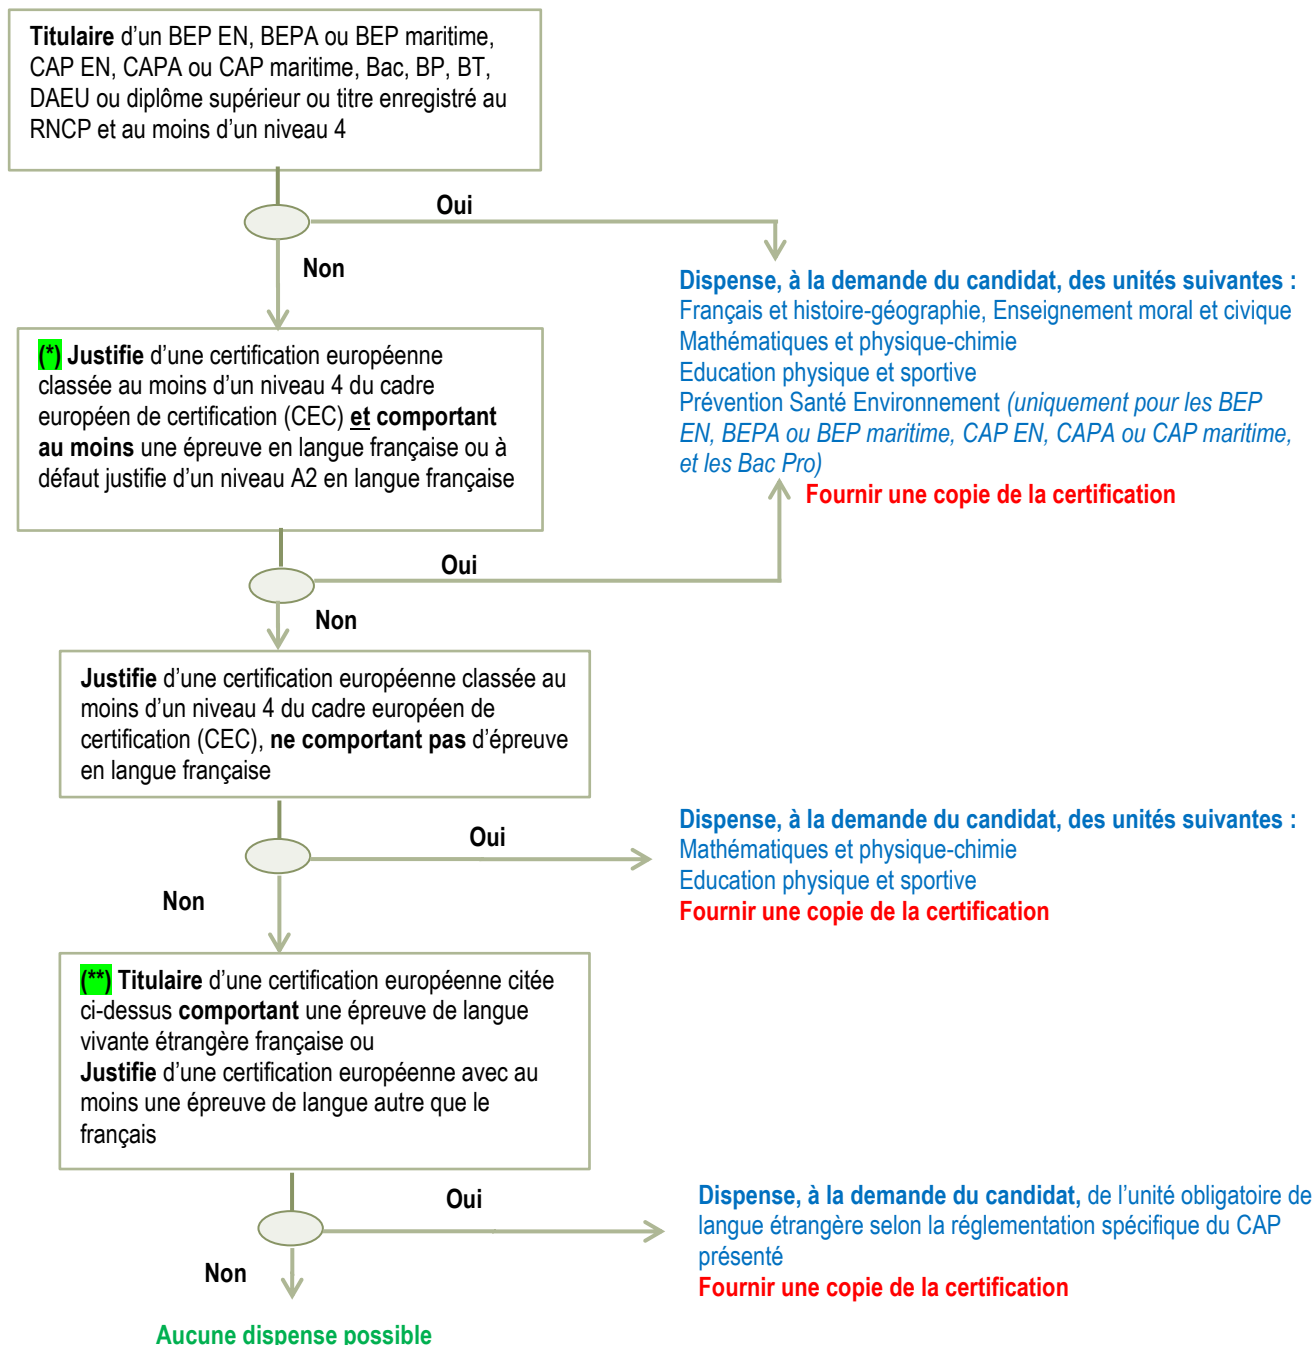 Titulaire d’un BEP EN, BEPA ou BEP maritime,
CAP EN, CAPA ou CAP maritime, Bac, BP, BT,
DAEU ou diplôme supérieur ou titre enregistré au
RNCP et au moins d’un niveau 4
Oui
Non
Dispense, à la demande du candidat, des unités suivantes :
Français et histoire-géographie, Enseignement moral et civique
Mathématiques et physique-chimie
Education physique et sportive
Prévention Santé Environnement (uniquement pour les BEP
EN, BEPA ou BEP maritime, CAP EN, CAPA ou CAP maritime,
et les Bac Pro)
Fournir une copie de la certification
(*) Justifie d’une certification européenne
classée au moins d’un niveau 4 du cadre
européen de certification (CEC) et comportant
au moins une épreuve en langue française ou à
défaut justifie d’un niveau A2 en langue française
Oui
Non
Justifie d’une certification européenne classée au
moins d’un niveau 4 du cadre européen de
certification (CEC), ne comportant pas d’épreuve
en langue française
Oui
Non
Dispense, à la demande du candidat, des unités suivantes :
Mathématiques et physique-chimie
Education physique et sportive
Fournir une copie de la certification
(**) Titulaire d’une certification européenne citée
ci-dessus comportant une épreuve de langue
vivante étrangère française ou
Justifie d’une certification européenne avec au
moins une épreuve de langue autre que le
français
Oui
Non
Dispense, à la demande du candidat, de l’unité obligatoire de
langue étrangère selon la réglementation spécifique du CAP
présenté
Fournir une copie de la certification
Aucune dispense possible